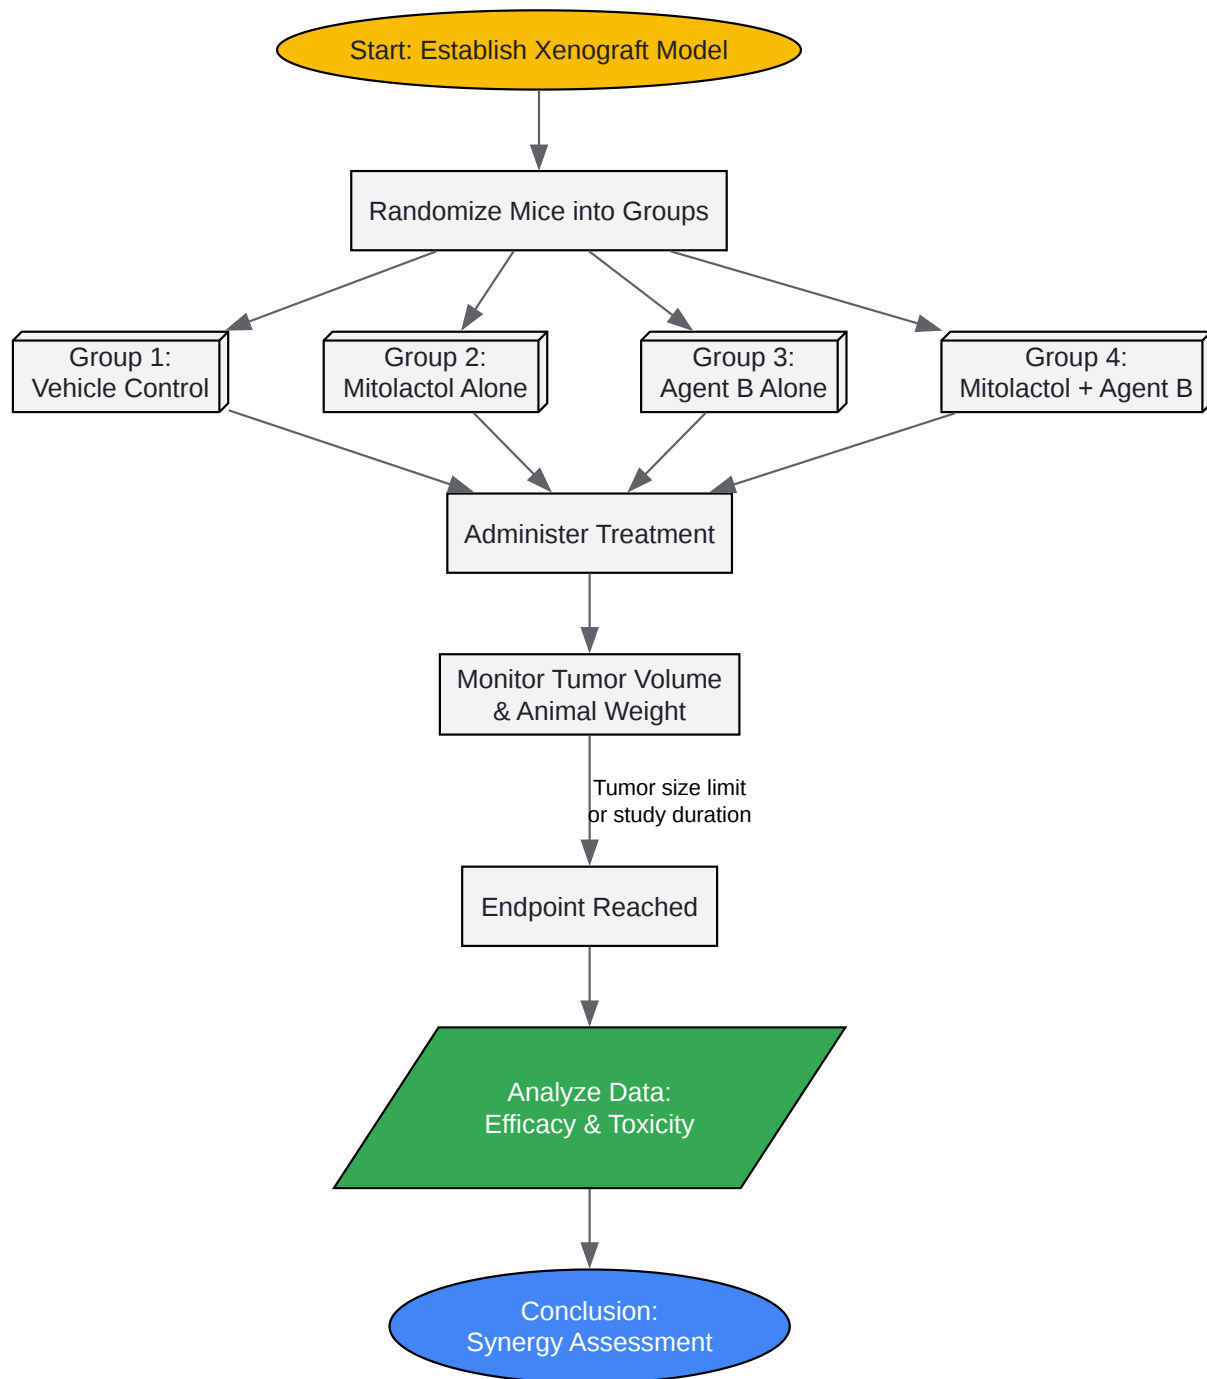 Start: Establish Xenograft Model
Randomize Mice into Groups
Group 1:
Vehicle Control
Group 2:
Mitolactol Alone
Group 3:
Agent B Alone
Group 4:
Mitolactol + Agent B
Administer Treatment
Monitor Tumor Volume
& Animal Weight
Tumor size limit
or study duration
Endpoint Reached
Analyze Data:
Efficacy & Toxicity
Conclusion:
Synergy Assessment